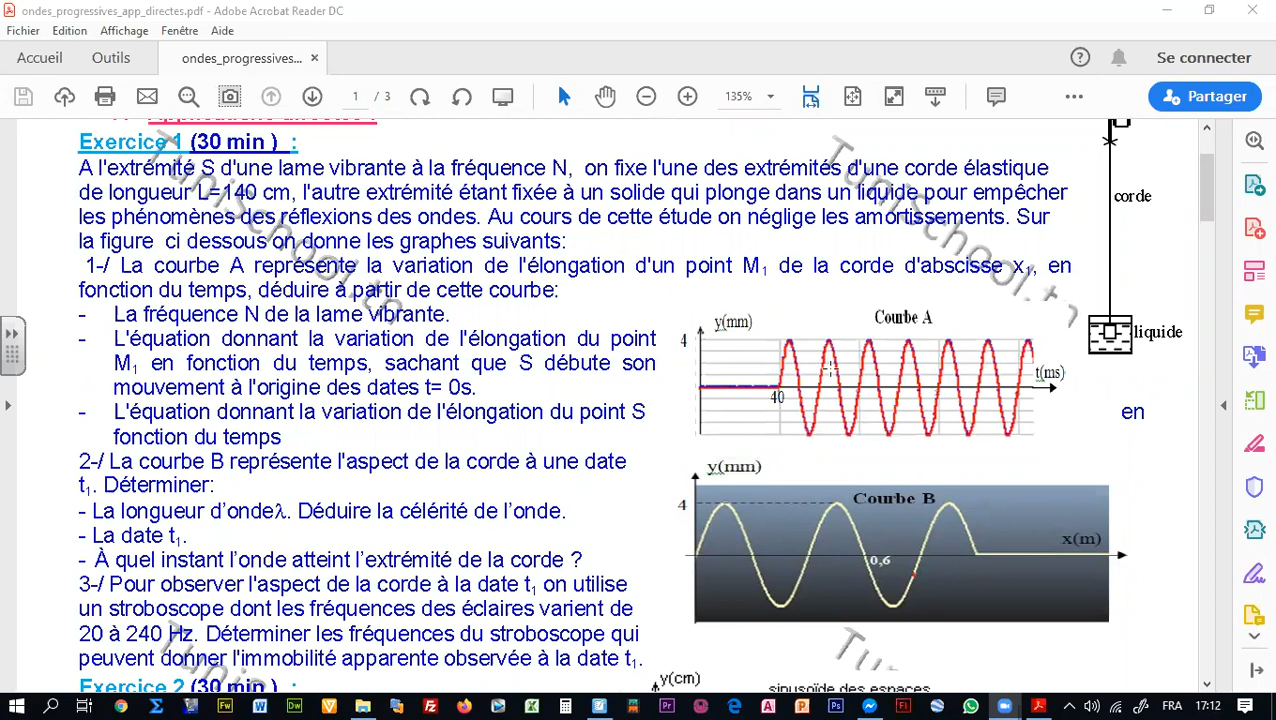 ondes_progressives_app_directes.pdf - Adobe Acrobat Reader DC
Fichier Edition Affichage Fenêtre Aide
Accueil Outils ondes_progressives... × Se connecter
1 / 3 135% Partager
Exercice 1 (30 min ) :
A l'extrémité S d'une lame vibrante à la fréquence N, on fixe l'une des extrémités d'une corde élastique
de longueur L=140 cm, l'autre extrémité étant fixée à un solide qui plonge dans un liquide pour empêcher
les phénomènes des réflexions des ondes. Au cours de cette étude on néglige les amortissements. Sur
la figure ci dessous on donne les graphes suivants:
1-/ La courbe A représente la variation de l'élongation d'un point M1 de la corde d'abscisse x1, en
fonction du temps, déduire à partir de cette courbe:
- La fréquence N de la lame vibrante.
- L'équation donnant la variation de l'élongation du point
M1 en fonction du temps, sachant que S débute son
mouvement à l'origine des dates t= 0s.
- L'équation donnant la variation de l'élongation du point S en
fonction du temps
2-/ La courbe B représente l'aspect de la corde à une date
t1. Déterminer:
- La longueur d'ondeλ. Déduire la célérité de l'onde.
- La date t1.
- À quel instant l'onde atteint l'extrémité de la corde ?
3-/ Pour observer l'aspect de la corde à la date t1 on utilise
un stroboscope dont les fréquences des éclaires varient de
20 à 240 Hz. Déterminer les fréquences du stroboscope qui
peuvent donner l'immobilité apparente observée à la date t1.
Exercice 2 (30 min ) :
corde
liquide
y(mm)
Courbe A
4
40
t(ms)
y(mm)
Courbe B
4
0,6
x(m)
y(cm)
sinusoïde des espaces
TuniSchool.tn
TuniSchool.tn
FRA 17:12